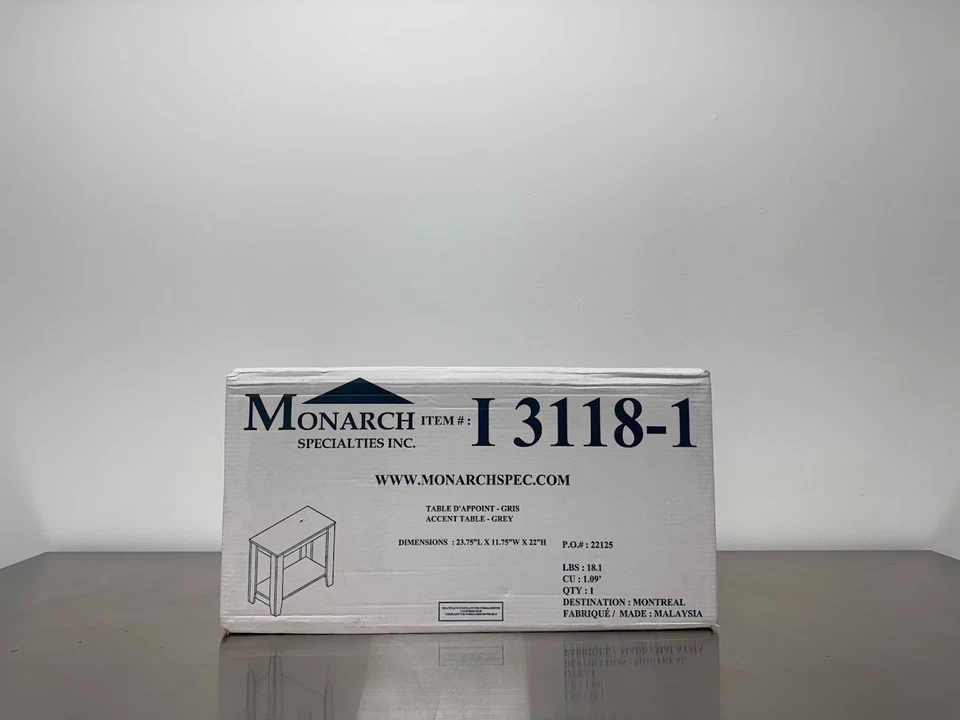 MONARCH
SPECIALTIES INC.
ITEM # : I 3118-1
WWW.MONARCHSPEC.COM
TABLE D'APPOINT - GRIS
ACCENT TABLE - GREY
DIMENSIONS : 23.75"L X 11.75"W X 22"H
P.O.# : 22125
LBS : 18.1
CU : 1.09'
QTY : 1
DESTINATION : MONTREAL
FABRIQUÉ / MADE : MALAYSIA